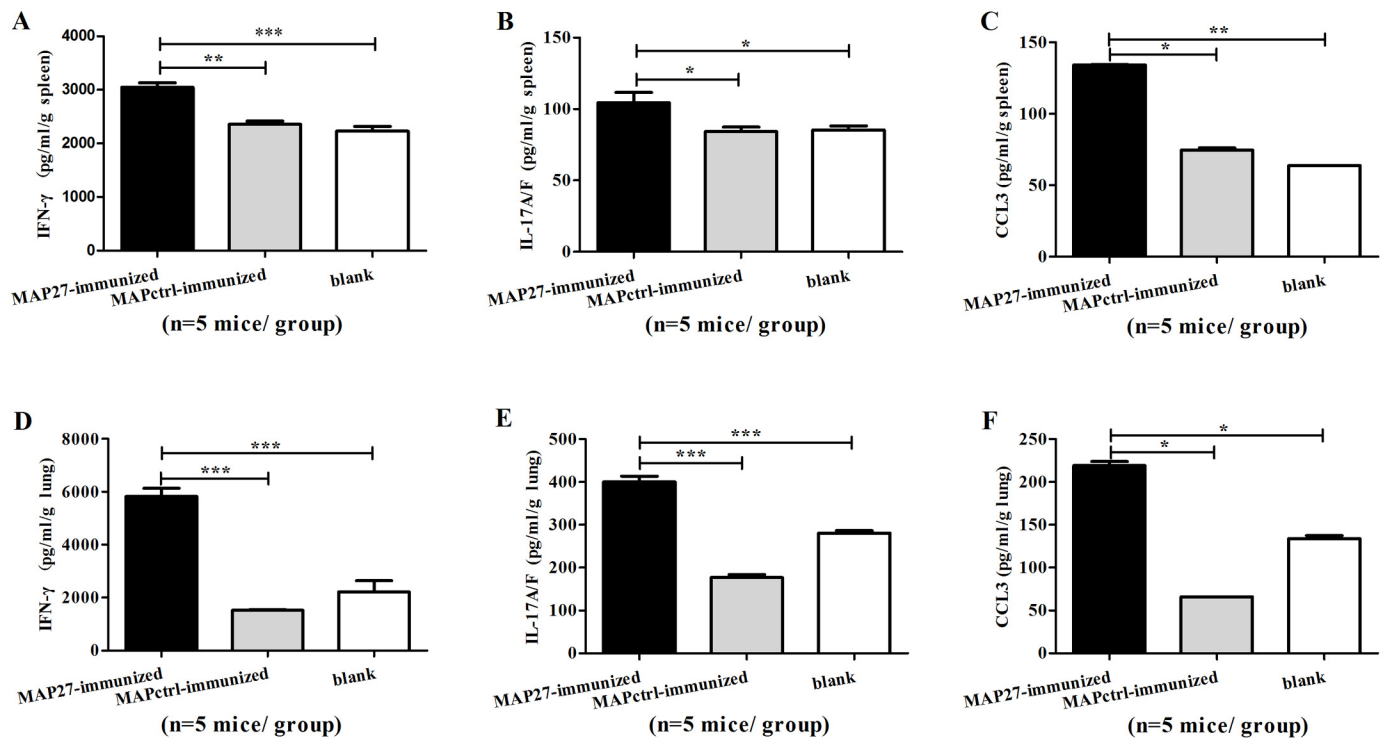 A
IFN-γ (pg/ml/g spleen)
4000
3000
2000
1000
0
***
**
MAP27-immunized
MAPctrl-immunized
blank
(n=5 mice/ group)
B
IL-17A/F (pg/ml/g spleen)
150
100
50
0
*
*
MAP27-immunized
MAPctrl-immunized
blank
(n=5 mice/ group)
C
CCL3 (pg/ml/g spleen)
150
100
50
0
**
*
MAP27-immunized
MAPctrl-immunized
blank
(n=5 mice/ group)
D
IFN-γ (pg/ml/g lung)
8000
6000
4000
2000
0
***
***
MAP27-immunized
MAPctrl-immunized
blank
(n=5 mice/ group)
E
IL-17A/F (pg/ml/g lung)
500
400
300
200
100
0
***
***
MAP27-immunized
MAPctrl-immunized
blank
(n=5 mice/ group)
F
CCL3 (pg/ml/g lung)
250
200
150
100
50
0
*
*
MAP27-immunized
MAPctrl-immunized
blank
(n=5 mice/ group)